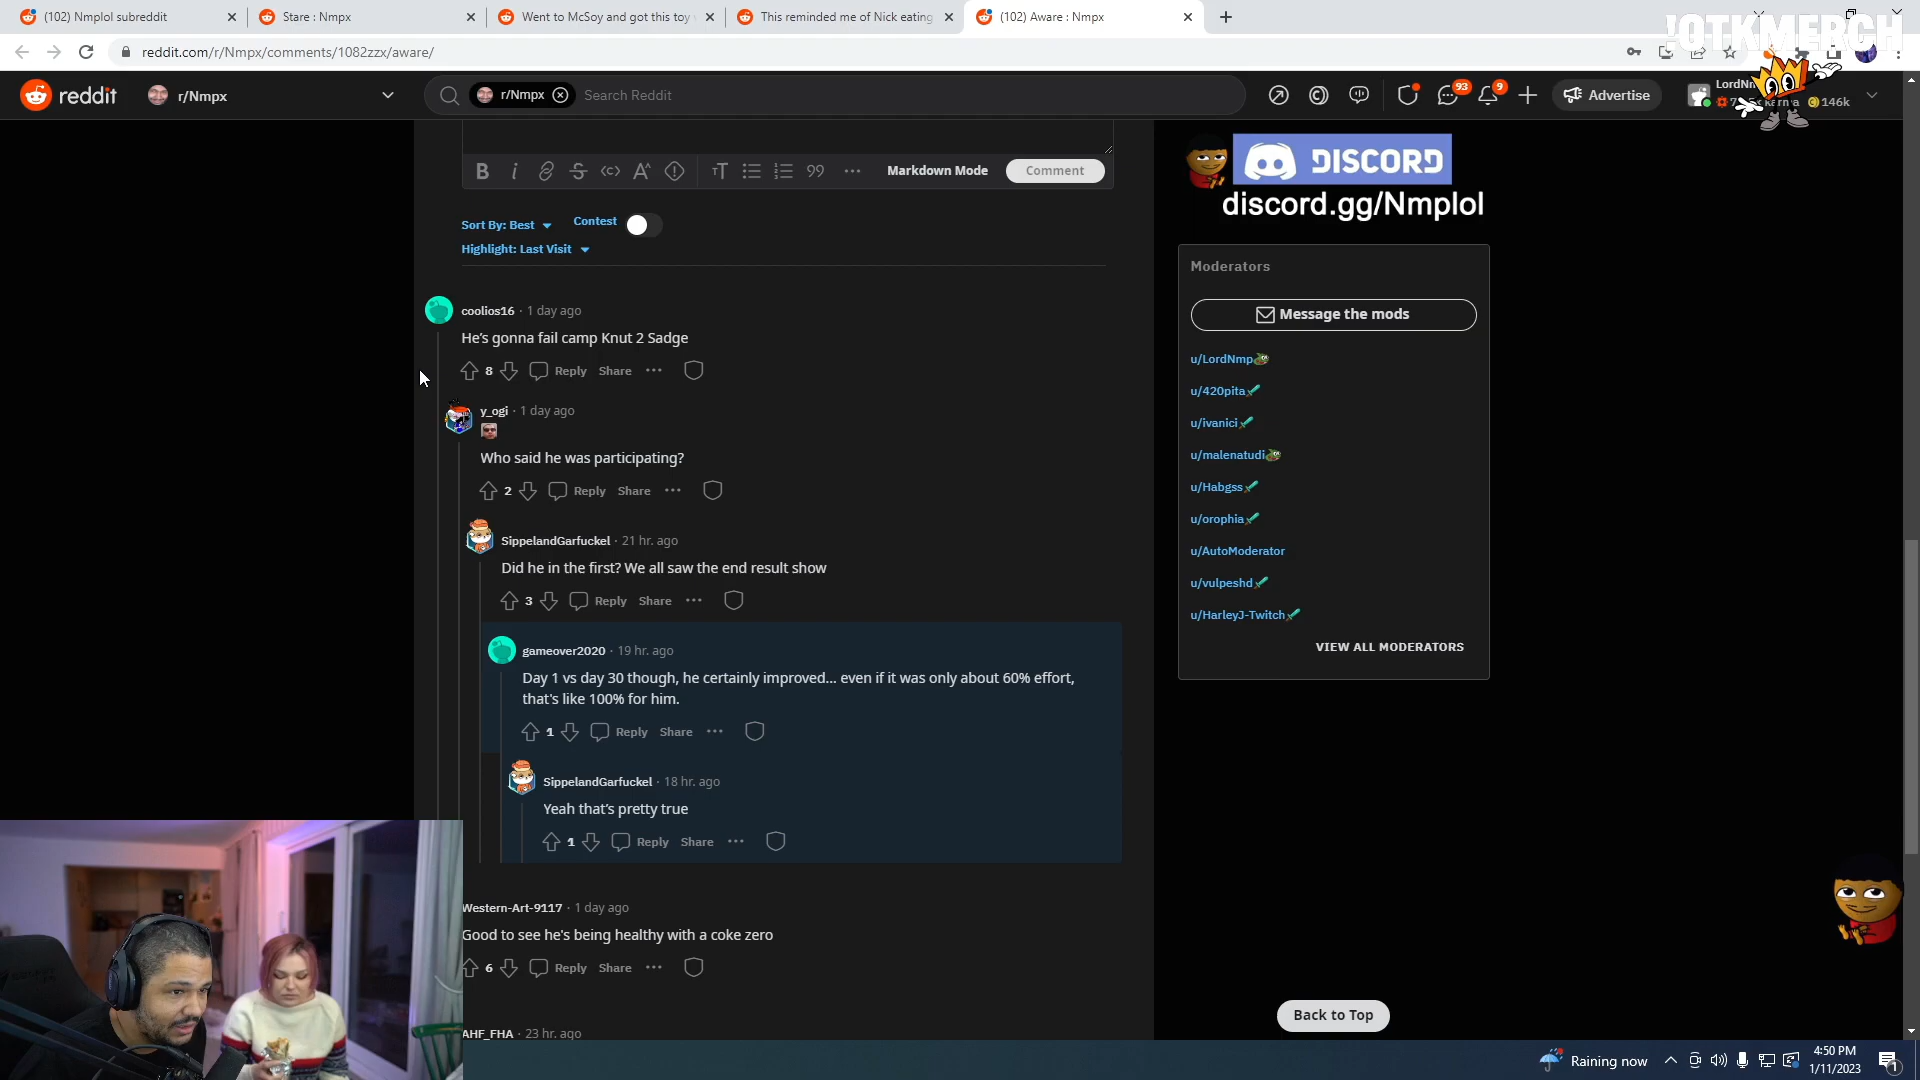 (102) Nmplol subreddit
Stare : Nmpx
Went to McSoy and got this toy
This reminded me of Nick eating
(102) Aware : Nmpx
reddit.com/r/Nmpx/comments/1082zzx/aware/
!OTKMERCH
reddit
r/Nmpx
r/Nmpx
Search Reddit
93
9
Advertise
146k
Markdown Mode
Comment
Sort By: Best
Contest
Highlight: Last Visit
coolios16 · 1 day ago
He's gonna fail camp Knut 2 Sadge
8 Reply Share
y_ogi · 1 day ago
Who said he was participating?
2 Reply Share
SippelandGarfuckel · 21 hr. ago
Did he in the first? We all saw the end result show
3 Reply Share
gameover2020 · 19 hr. ago
Day 1 vs day 30 though, he certainly improved... even if it was only about 60% effort,
that's like 100% for him.
1 Reply Share
SippelandGarfuckel · 18 hr. ago
Yeah that's pretty true
1 Reply Share
Western-Art-9117 · 1 day ago
Good to see he's being healthy with a coke zero
6 Reply Share
AHF_FHA · 23 hr. ago
DISCORD
discord.gg/Nmplol
Moderators
Message the mods
u/LordNmp
u/420pita
u/ivanici
u/malenatudi
u/Habgss
u/orophia
u/AutoModerator
u/vulpeshd
u/HarleyJ-Twitch
VIEW ALL MODERATORS
Back to Top
Raining now
4:50 PM
1/11/2023
1